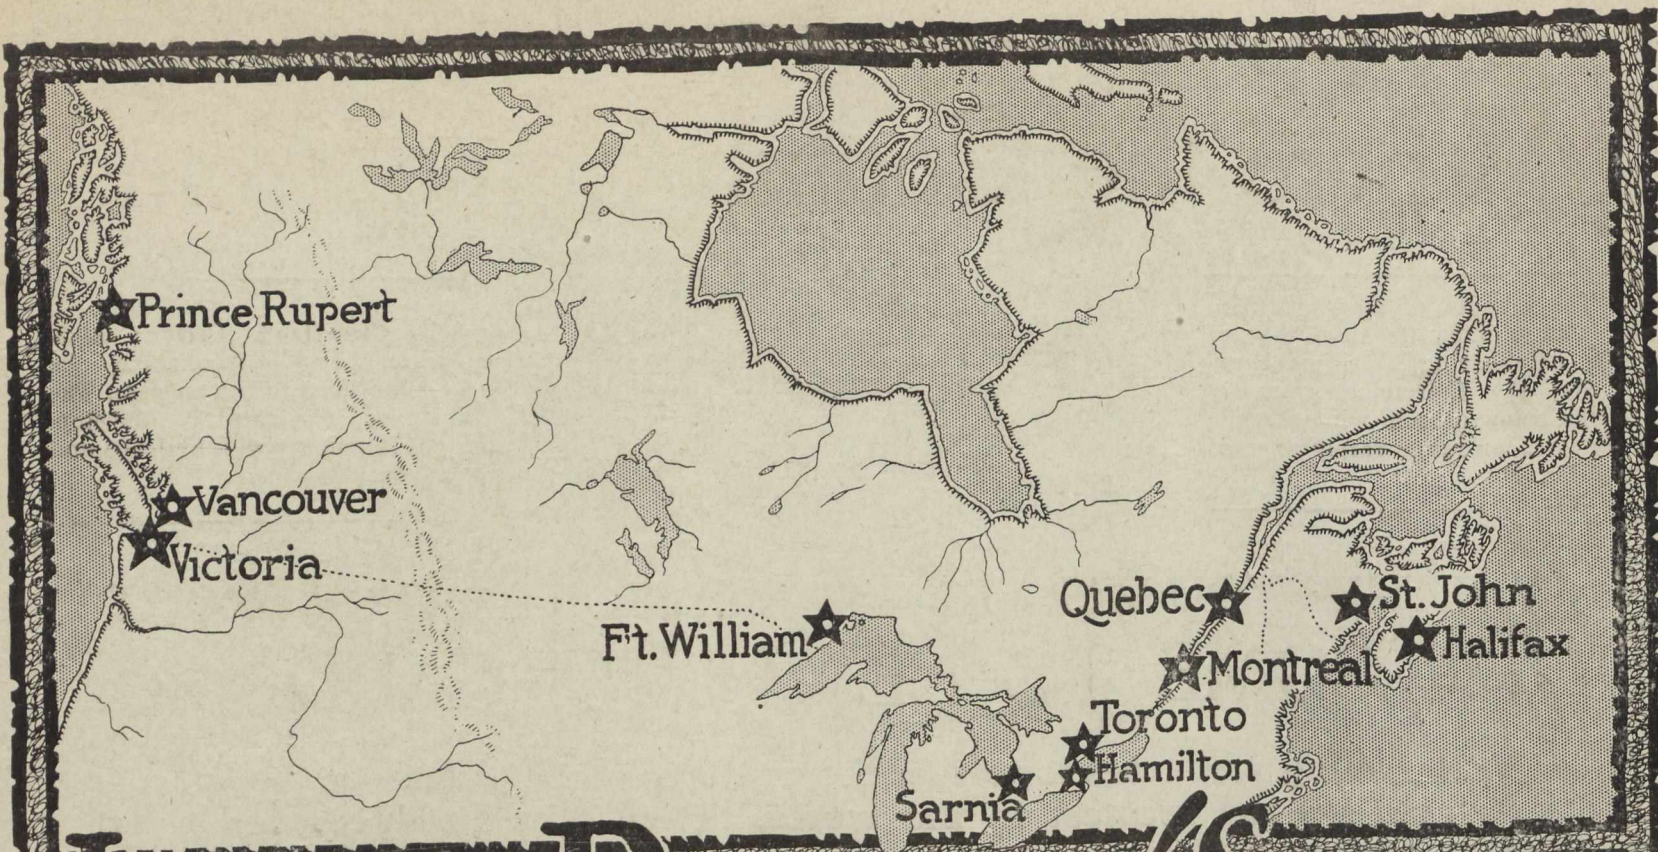 Prince Rupert
Vancouver
Victoria
Ft. William
Quebec
St. John
Halifax
Montreal
Toronto
Hamilton
Sarnia